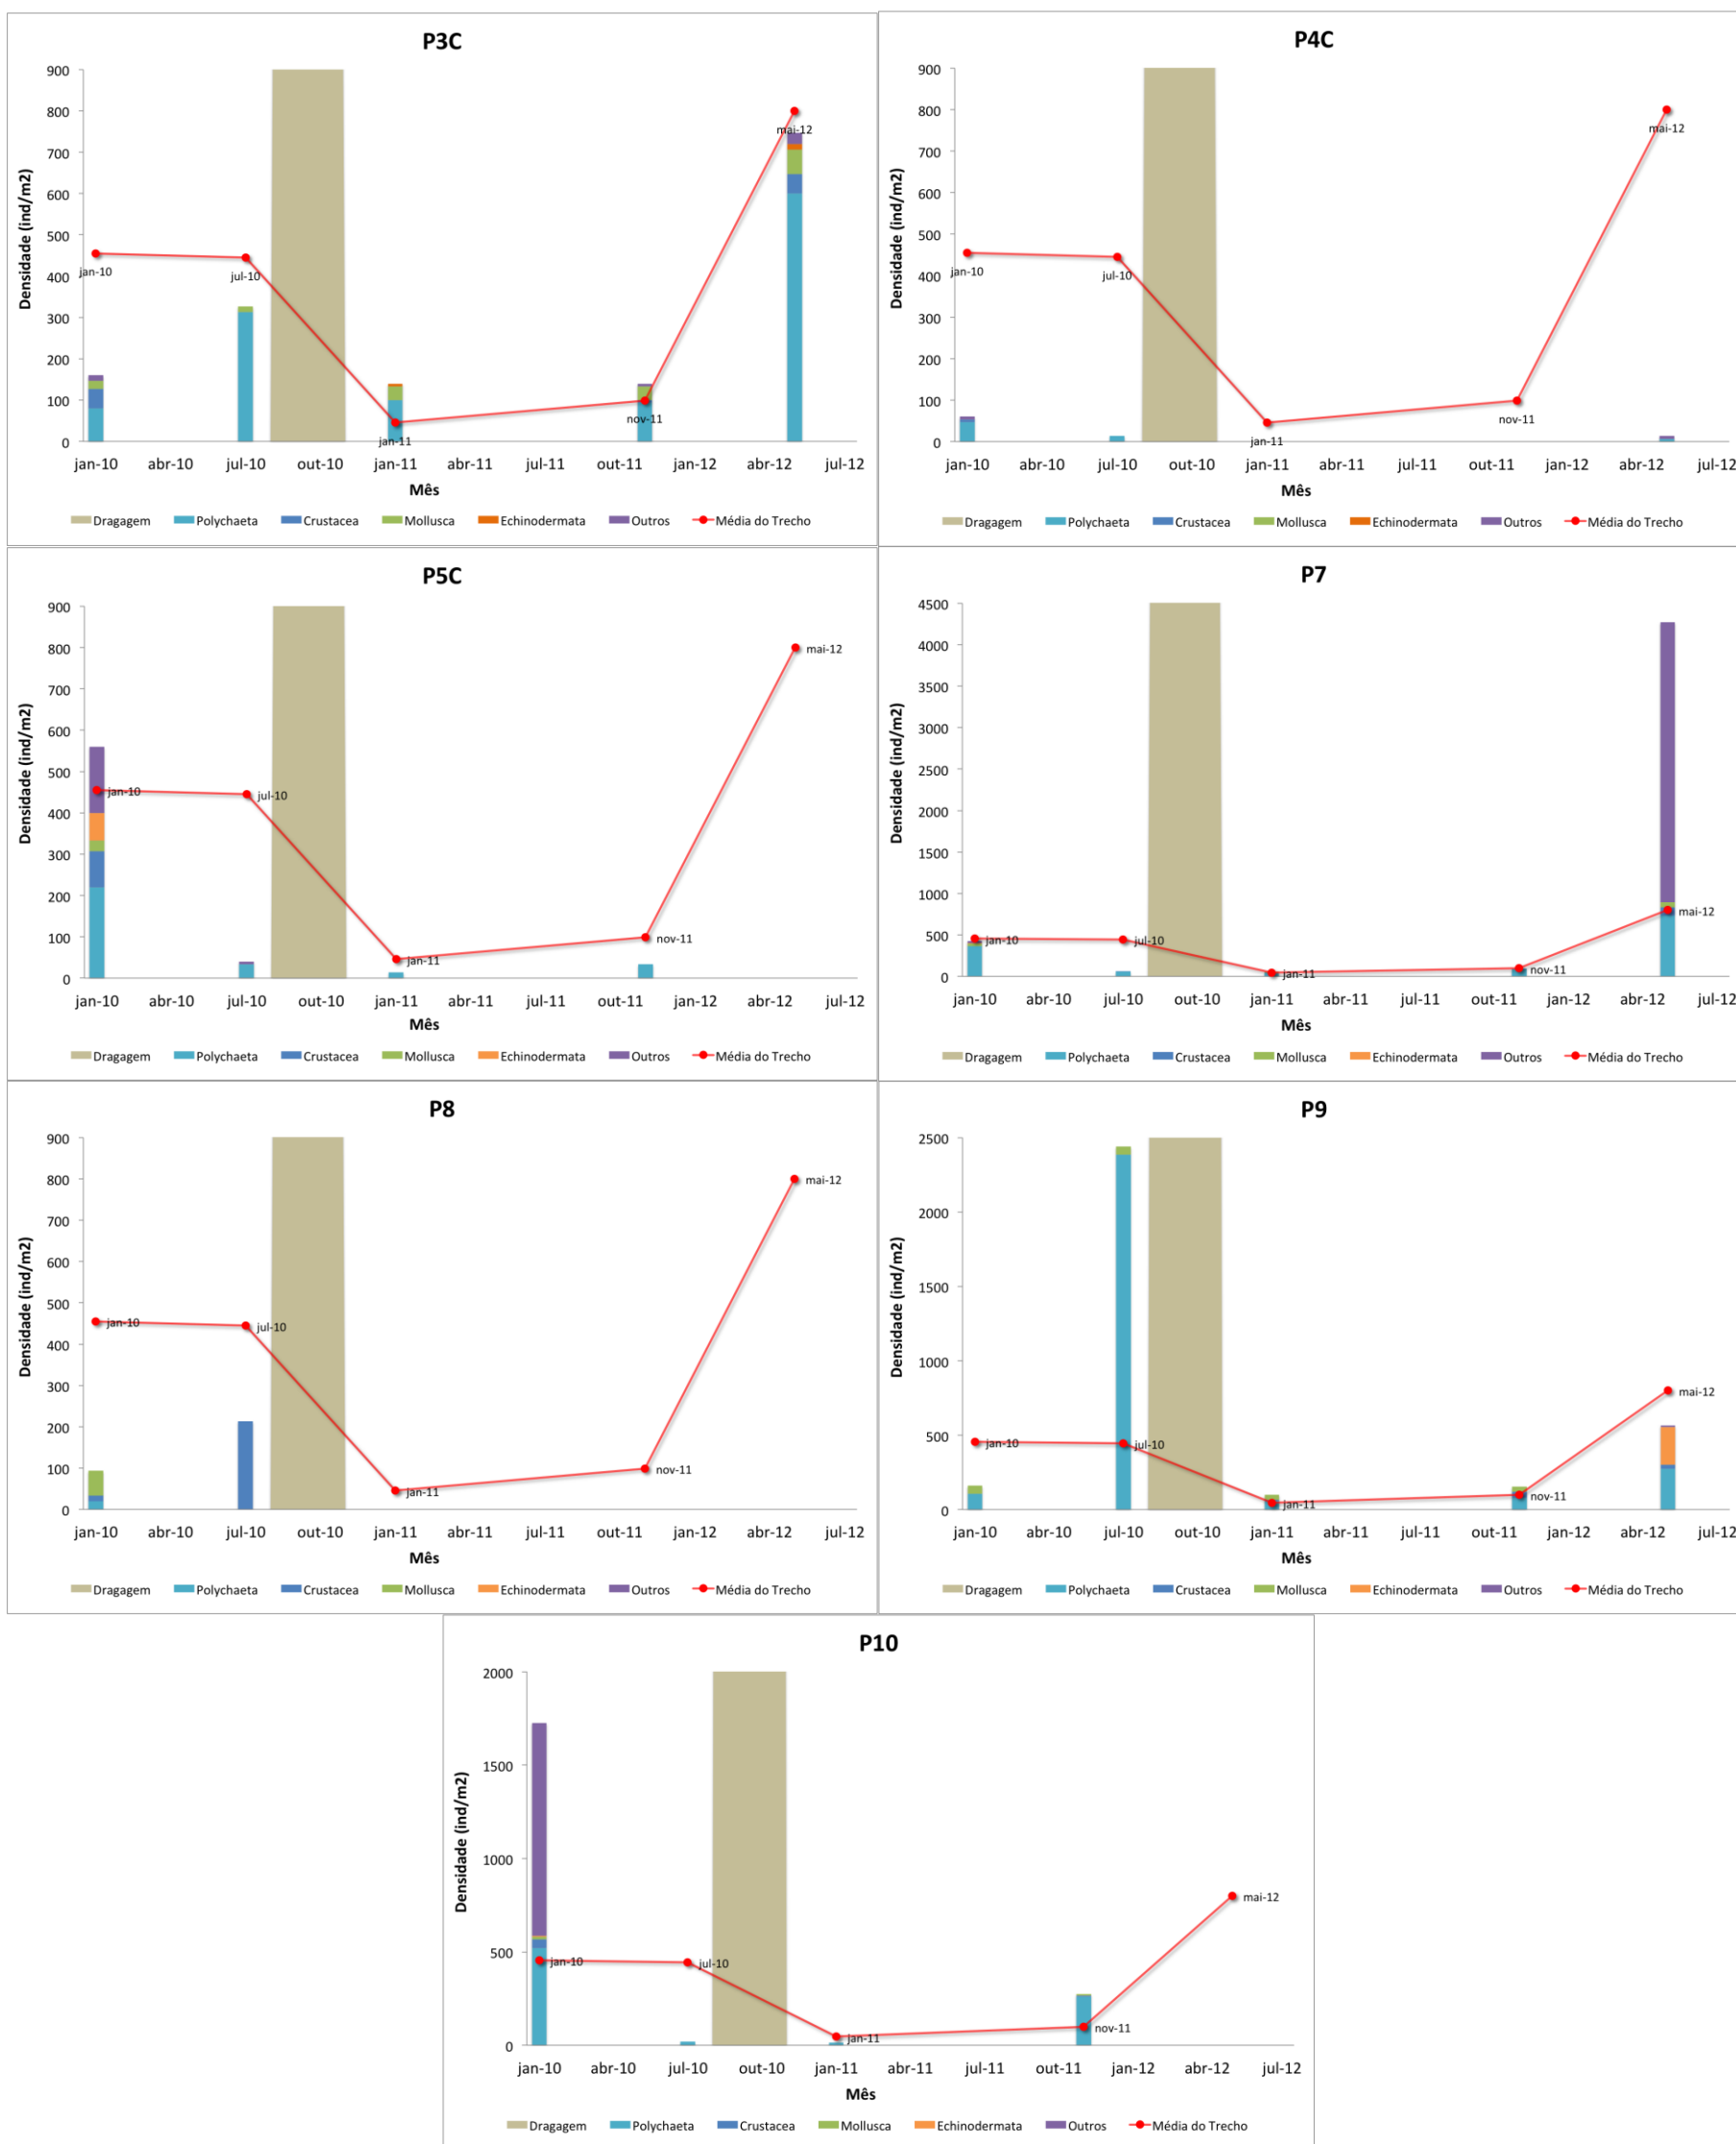 P3C
900
800
700
600
500
400
300
200
100
0
Densidade (ind/m2)
jan-10
jul-10
jan-11
nov-11
mai-12
jan-10 abr-10 jul-10 out-10 jan-11 abr-11 jul-11 out-11 jan-12 abr-12 jul-12
Mês
Dragagem Polychaeta Crustacea Mollusca Echinodermata Outros Média do Trecho
P4C
900
800
700
600
500
400
300
200
100
0
Densidade (ind/m2)
jan-10
jul-10
jan-11
nov-11
mai-12
jan-10 abr-10 jul-10 out-10 jan-11 abr-11 jul-11 out-11 jan-12 abr-12 jul-12
Mês
Dragagem Polychaeta Crustacea Mollusca Echinodermata Outros Média do Trecho
P5C
900
800
700
600
500
400
300
200
100
0
Densidade (ind/m2)
jan-10
jul-10
jan-11
nov-11
mai-12
jan-10 abr-10 jul-10 out-10 jan-11 abr-11 jul-11 out-11 jan-12 abr-12 jul-12
Mês
Dragagem Polychaeta Crustacea Mollusca Echinodermata Outros Média do Trecho
P7
4500
4000
3500
3000
2500
2000
1500
1000
500
0
Densidade (ind/m2)
jan-10
jul-10
jan-11
nov-11
mai-12
jan-10 abr-10 jul-10 out-10 jan-11 abr-11 jul-11 out-11 jan-12 abr-12 jul-12
Mês
Dragagem Polychaeta Crustacea Mollusca Echinodermata Outros Média do Trecho
P8
900
800
700
600
500
400
300
200
100
0
Densidade (ind/m2)
jan-10
jul-10
jan-11
nov-11
mai-12
jan-10 abr-10 jul-10 out-10 jan-11 abr-11 jul-11 out-11 jan-12 abr-12 jul-12
Mês
Dragagem Polychaeta Crustacea Mollusca Echinodermata Outros Média do Trecho
P9
2500
2000
1500
1000
500
0
Densidade (ind/m2)
jan-10
jul-10
jan-11
nov-11
mai-12
jan-10 abr-10 jul-10 out-10 jan-11 abr-11 jul-11 out-11 jan-12 abr-12 jul-12
Mês
Dragagem Polychaeta Crustacea Mollusca Echinodermata Outros Média do Trecho
P10
2000
1500
1000
500
0
Densidade (ind/m2)
jan-10
jul-10
jan-11
nov-11
mai-12
jan-10 abr-10 jul-10 out-10 jan-11 abr-11 jul-11 out-11 jan-12 abr-12 jul-12
Mês
Dragagem Polychaeta Crustacea Mollusca Echinodermata Outros Média do Trecho